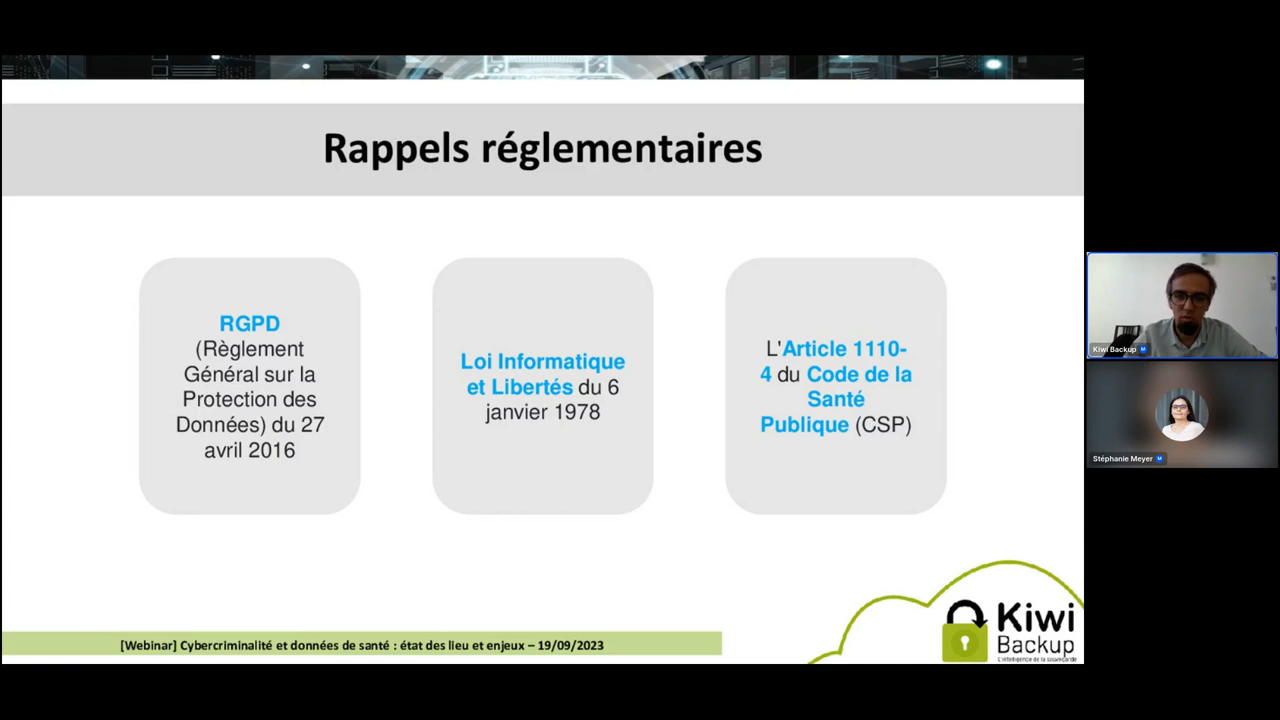 Rappels réglementaires
RGPD
(Règlement
Général sur la
Protection des
Données) du 27
avril 2016
Loi Informatique
et Libertés du 6
janvier 1978
L'Article 1110-
4 du Code de la
Santé
Publique (CSP)
Kiwi Backup M
Stéphanie Meyer M
[Webinar] Cybercriminalité et données de santé : état des lieu et enjeux – 19/09/2023
Kiwi
Backup
L'intelligence de la sauvegarde